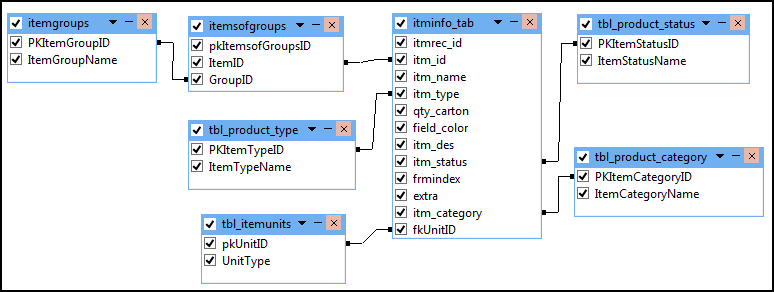 itemgroups
PKItemGroupID
ItemGroupName
itemsofgroups
pkItemsofGroupsID
ItemID
GroupID
tbl_product_type
PKItemTypeID
ItemTypeName
tbl_itemunits
pkUnitID
UnitType
itminfo_tab
itmrec_id
itm_id
itm_name
itm_type
qty_carton
field_color
itm_des
itm_status
frmindex
extra
itm_category
fkUnitID
tbl_product_status
PKItemStatusID
ItemStatusName
tbl_product_category
PKItemCategoryID
ItemCategoryName